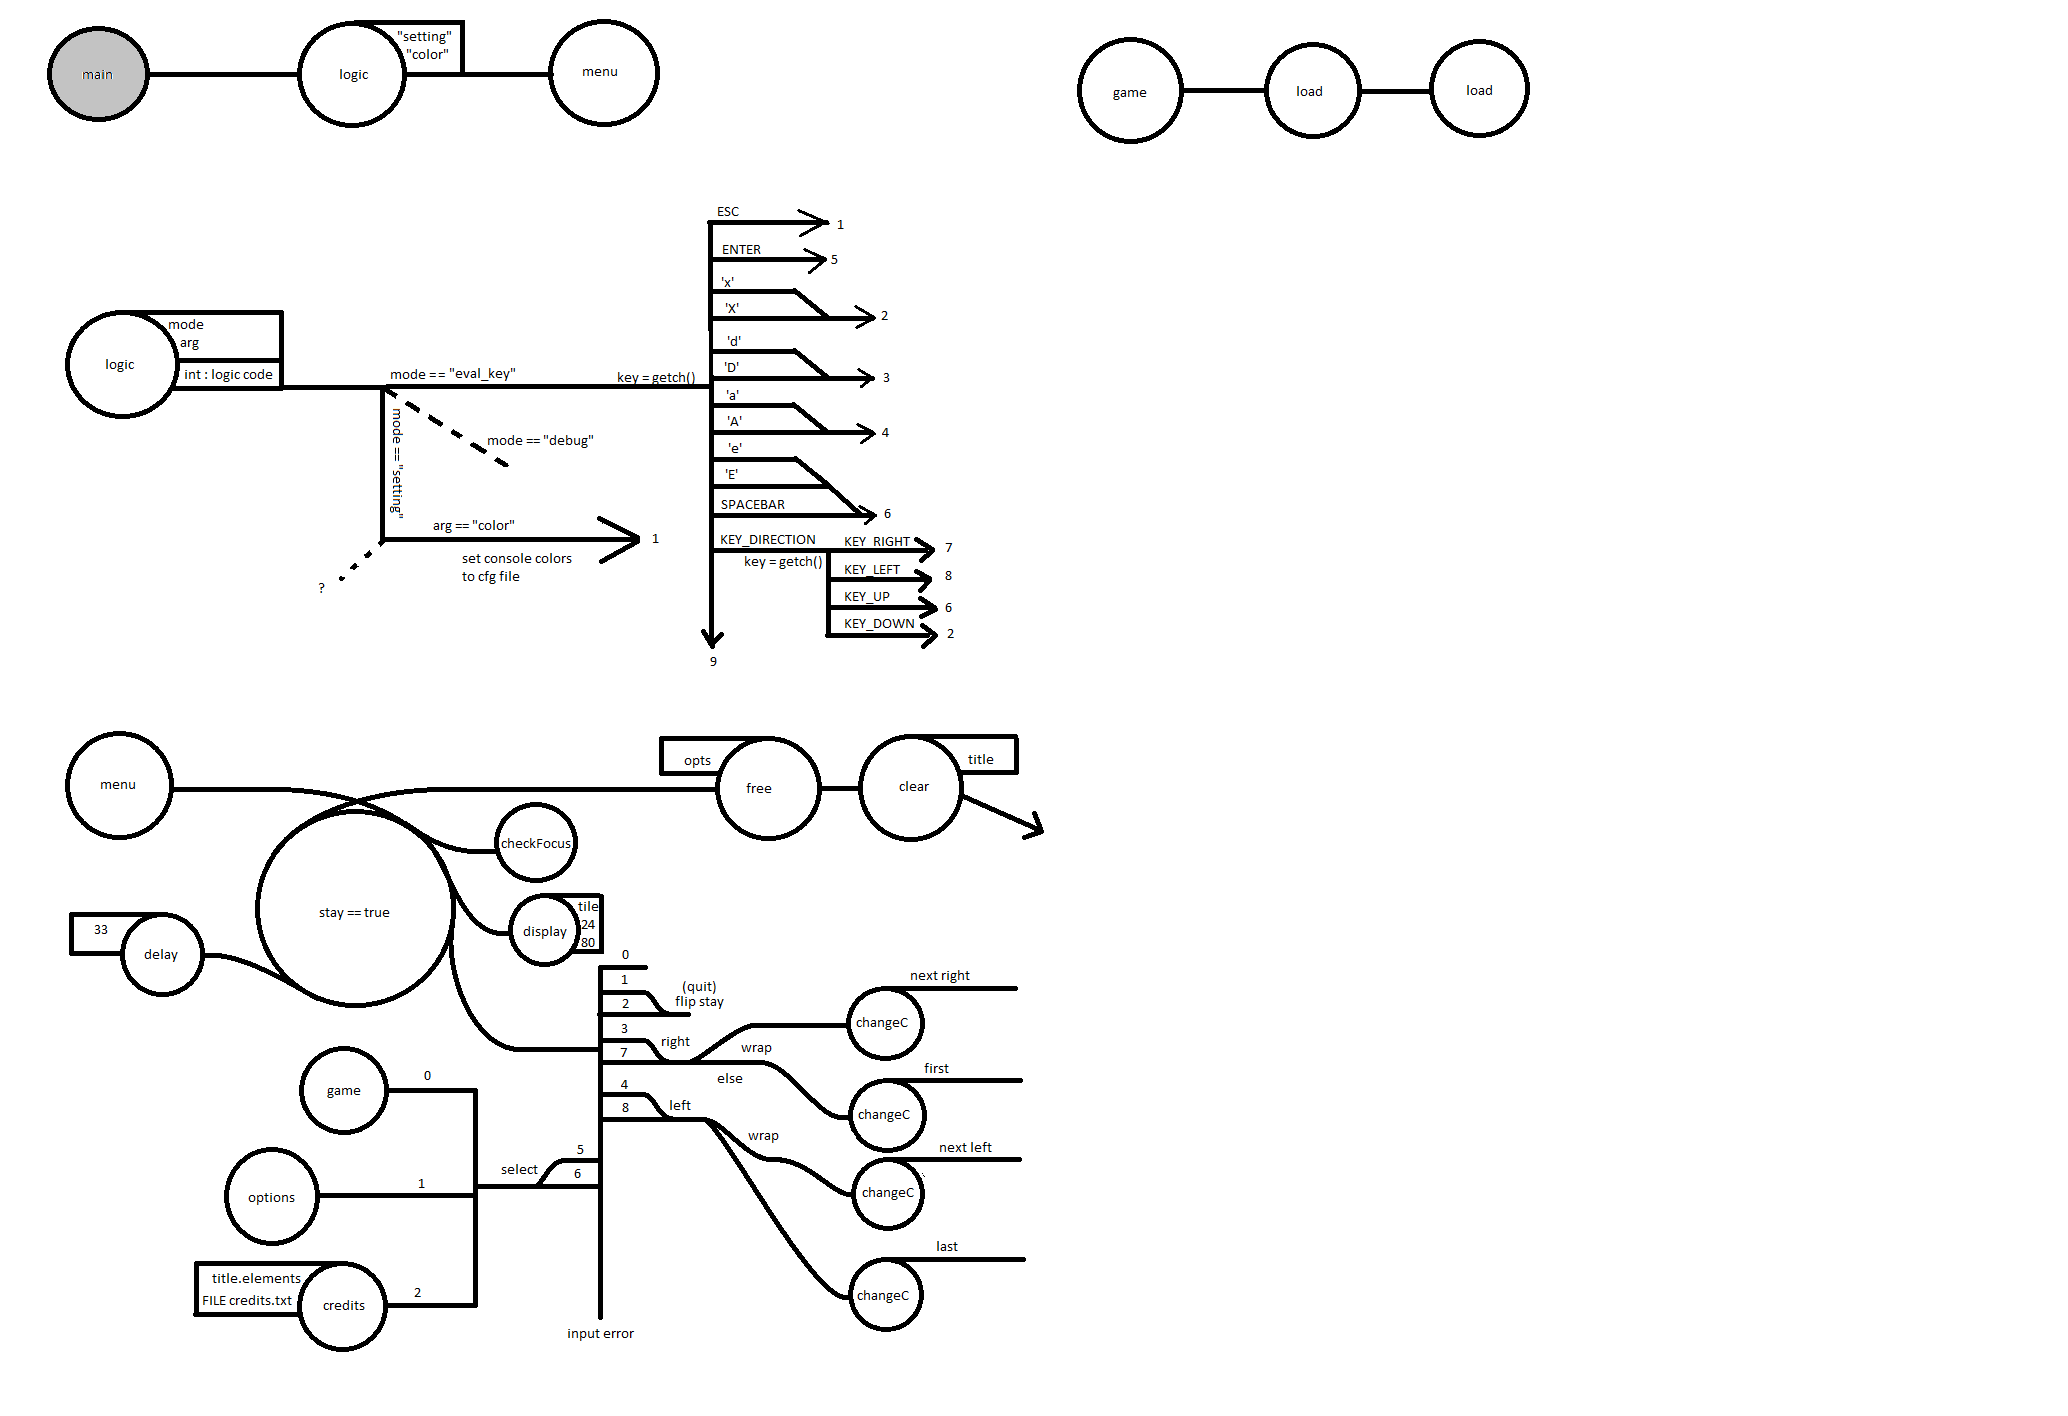 main
logic
"setting"
"color"
menu
game
load
load
logic
mode
arg
int : logic code
mode == "eval_key"
key = getch()
mode == "debug"
mode == "setting"
arg == "color"
1
set console colors
to cfg file
?
ESC
1
ENTER
5
'x'
'X'
2
'd'
'D'
3
'a'
'A'
4
'e'
'E'
SPACEBAR
6
KEY_DIRECTION
key = getch()
KEY_RIGHT
7
KEY_LEFT
8
KEY_UP
6
KEY_DOWN
2
9
menu
opts
free
clear
title
checkFocus
stay == true
display
tile
24
80
33
delay
0
1
2
(quit)
flip stay
3
7
right
wrap
else
4
8
left
wrap
next right
changeC
first
changeC
next left
changeC
last
changeC
5
6
select
game
0
options
1
title.elements
FILE credits.txt
credits
2
input error